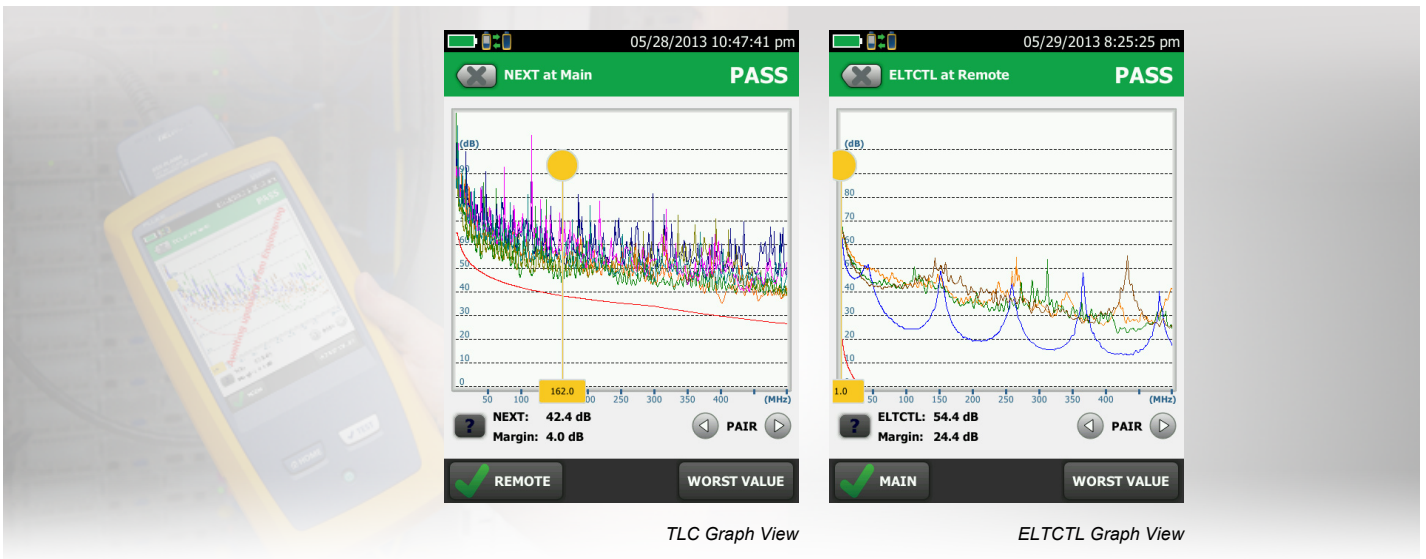 05/28/2013 10:47:41 pm
NEXT at Main PASS
(dB)
90
60
50
40
30
20
10
0
50 100 162.0 200 250 300 350 400 (MHz)
? NEXT: 42.4 dB
Margin: 4.0 dB
PAIR
REMOTE WORST VALUE
TLC Graph View
05/29/2013 8:25:25 pm
ELTCTL at Remote PASS
(dB)
80
70
60
50
40
30
20
10
1.0 50 100 150 200 250 300 350 400 (MHz)
? ELTCTL: 54.4 dB
Margin: 24.4 dB
PAIR
MAIN WORST VALUE
ELTCTL Graph View